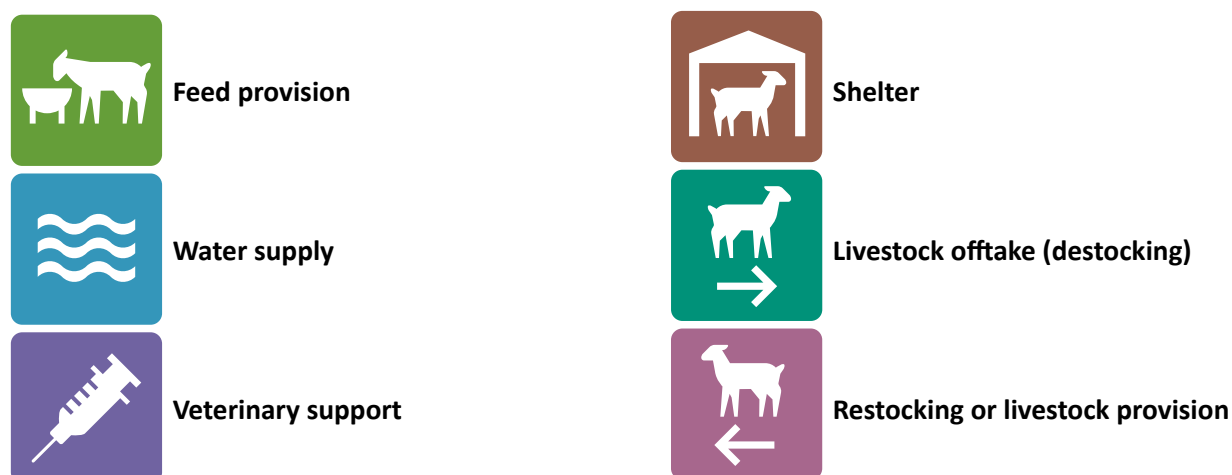 Feed provision
Water supply
Veterinary support
Shelter
Livestock offtake (destocking)
Restocking or livestock provision